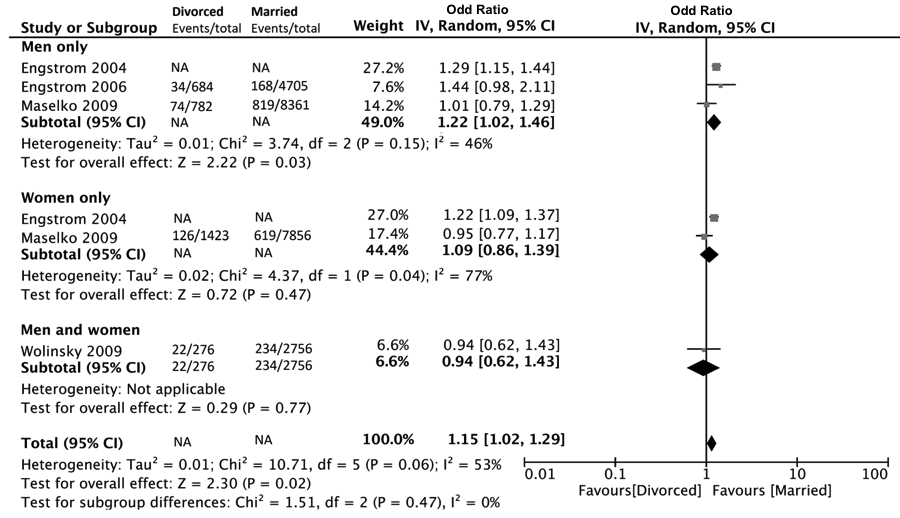 Divorced Married Odd Ratio Odd Ratio
Study or Subgroup Events/total Events/total Weight IV, Random, 95% CI IV, Random, 95% CI
Men only
Engstrom 2004 NA NA 27.2% 1.29 [1.15, 1.44]
Engstrom 2006 34/684 168/4705 7.6% 1.44 [0.98, 2.11]
Maselko 2009 74/782 819/8361 14.2% 1.01 [0.79, 1.29]
Subtotal (95% CI) NA NA 49.0% 1.22 [1.02, 1.46]
Heterogeneity: Tau² = 0.01; Chi² = 3.74, df = 2 (P = 0.15); I² = 46%
Test for overall effect: Z = 2.22 (P = 0.03)
Women only
Engstrom 2004 NA NA 27.0% 1.22 [1.09, 1.37]
Maselko 2009 126/1423 619/7856 17.4% 0.95 [0.77, 1.17]
Subtotal (95% CI) NA NA 44.4% 1.09 [0.86, 1.39]
Heterogeneity: Tau² = 0.02; Chi² = 4.37, df = 1 (P = 0.04); I² = 77%
Test for overall effect: Z = 0.72 (P = 0.47)
Men and women
Wolinsky 2009 22/276 234/2756 6.6% 0.94 [0.62, 1.43]
Subtotal (95% CI) 22/276 234/2756 6.6% 0.94 [0.62, 1.43]
Heterogeneity: Not applicable
Test for overall effect: Z = 0.29 (P = 0.77)
Total (95% CI) NA NA 100.0% 1.15 [1.02, 1.29]
Heterogeneity: Tau² = 0.01; Chi² = 10.71, df = 5 (P = 0.06); I² = 53%
Test for overall effect: Z = 2.30 (P = 0.02)
Test for subgroup differences: Chi² = 1.51, df = 2 (P = 0.47), I² = 0%
0.01 0.1 1 10 100
Favours[Divorced] Favours [Married]